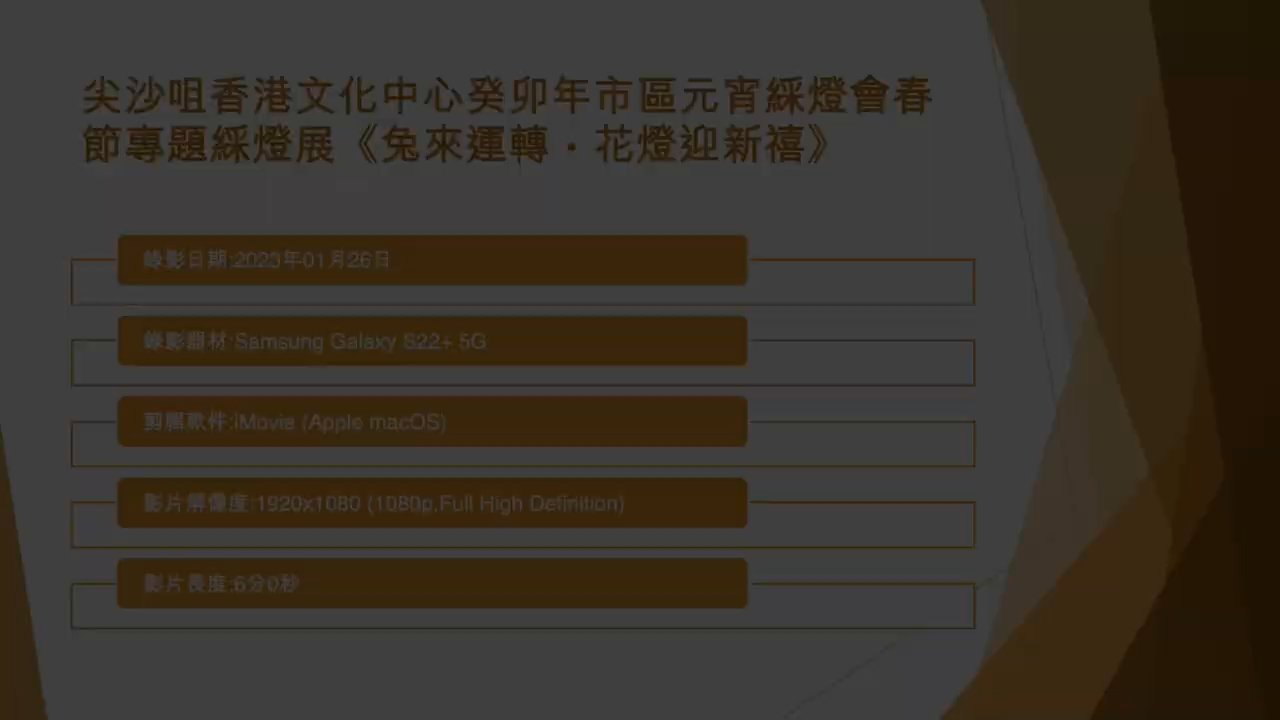 尖沙咀香港文化中心癸卯年市區元宵綵燈會春
節專題綵燈展《兔來運轉．花燈迎新禧》
錄影日期:2023年01月26日
錄影器材:Samsung Galaxy S22+ 5G
剪輯軟件:iMovie (Apple macOS)
影片解像度:1920x1080 (1080p,Full High Definition)
影片長度:6分0秒